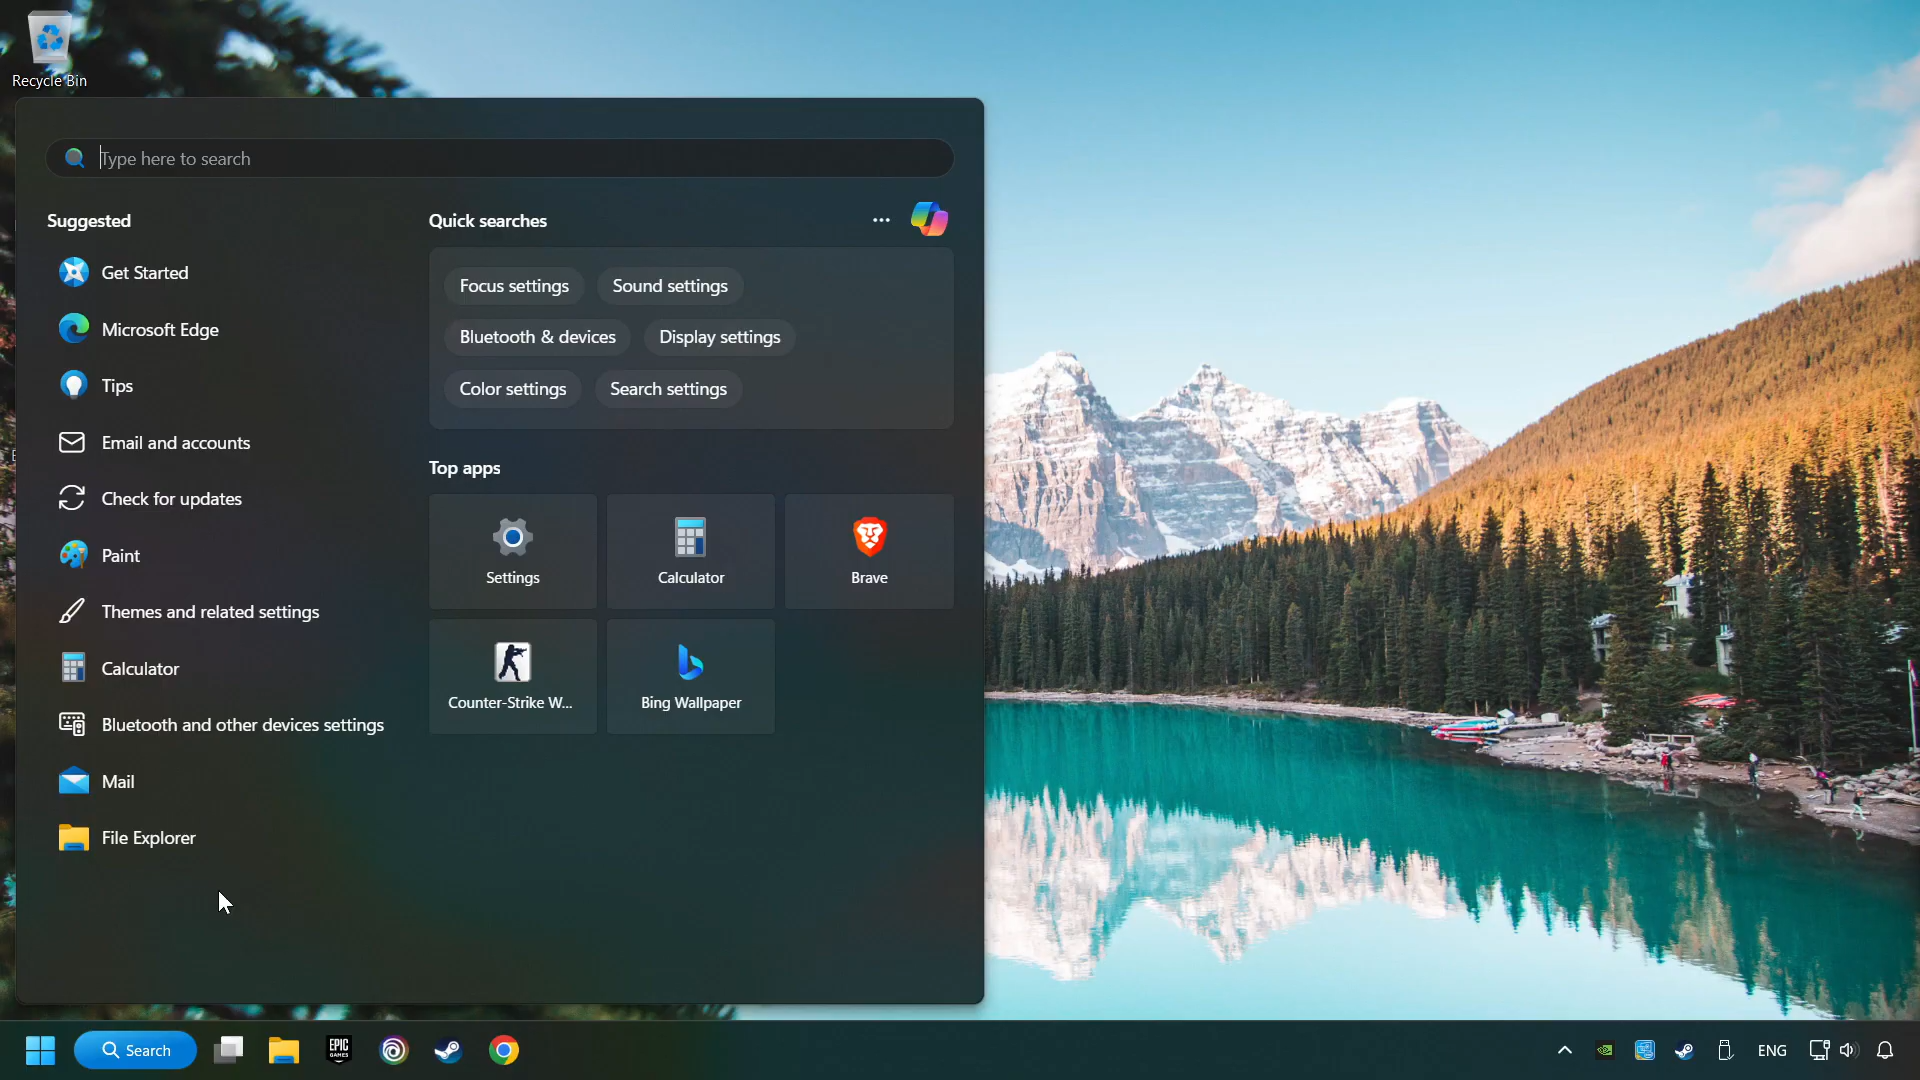 Recycle Bin
Type here to search
Suggested
Get Started
Microsoft Edge
Tips
Email and accounts
Check for updates
Paint
Themes and related settings
Calculator
Bluetooth and other devices settings
Mail
File Explorer
Quick searches
Focus settings
Sound settings
Bluetooth & devices
Display settings
Color settings
Search settings
Top apps
Settings
Calculator
Brave
Counter-Strike W...
Bing Wallpaper
Search
EPIC
GAMES
ENG